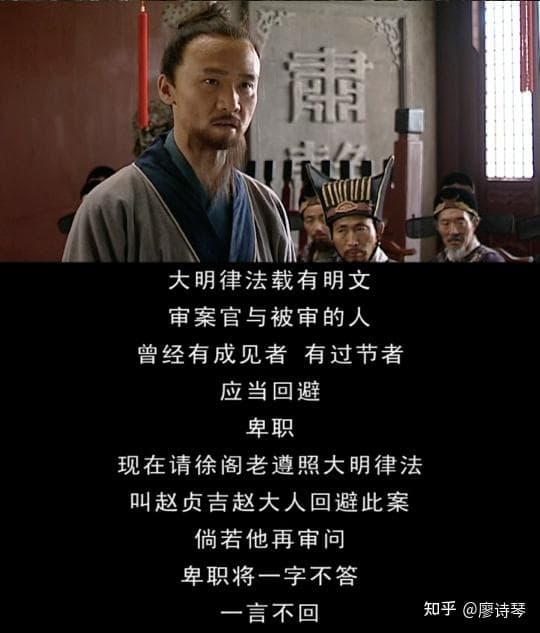 肃
大明律法载有明文
审案官与被审的人
曾经有成见者 有过节者
应当回避
卑职
现在请徐阁老遵照大明律法
叫赵贞吉赵大人回避此案
倘若他再审问
卑职将一字不答
一言不回
知乎 @廖诗琴